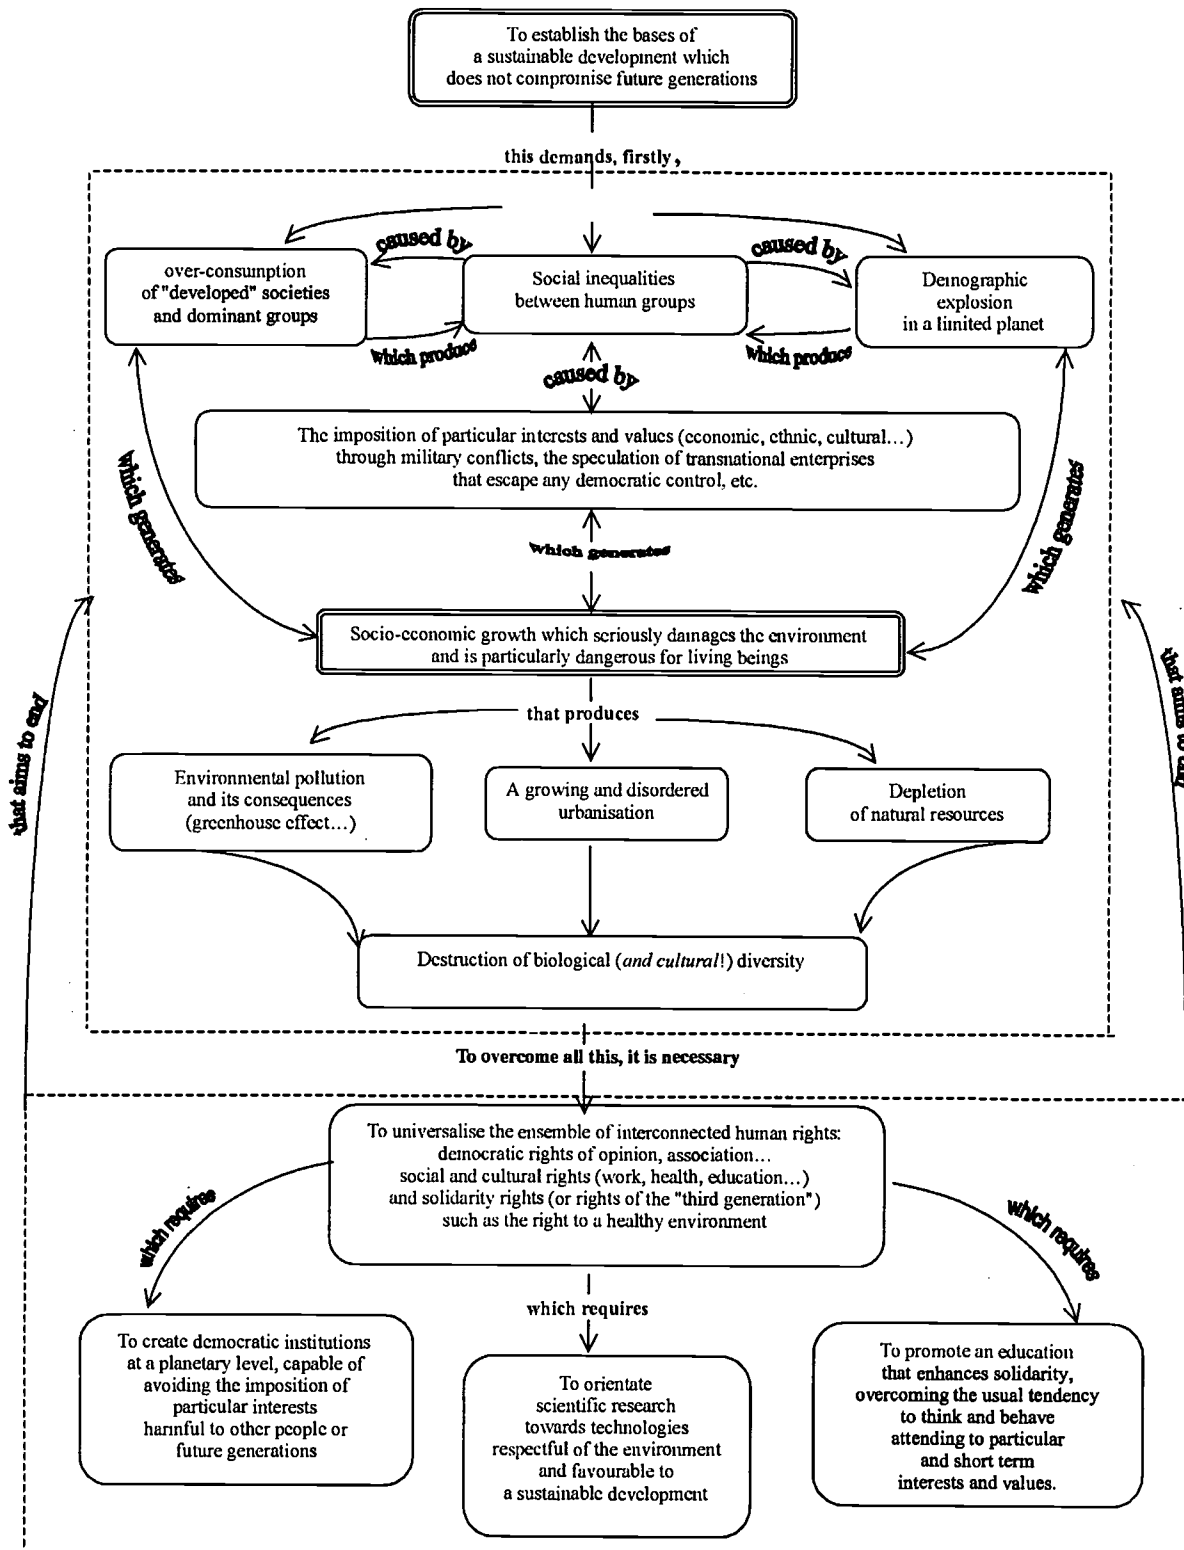 To establish the bases of
a sustainable development which
does not compromise future generations
this demands, firstly,
caused by
caused by
over-consumption
of "developed" societies
and dominant groups
Social inequalities
between human groups
Demographic
explosion
in a limited planet
which produce
which produce
caused by
The imposition of particular interests and values (economic, ethnic, cultural...)
through military conflicts, the speculation of transnational enterprises
that escape any democratic control, etc.
which generates
which generates
which generates
Socio-economic growth which seriously damages the environment
and is particularly dangerous for living beings
that aims to end
that aims to end
that produces
Environmental pollution
and its consequences
(greenhouse effect...)
A growing and disordered
urbanisation
Depletion
of natural resources
Destruction of biological (and cultural!) diversity
To overcome all this, it is necessary
To universalise the ensemble of interconnected human rights:
democratic rights of opinion, association...
social and cultural rights (work, health, education...)
and solidarity rights (or rights of the "third generation")
such as the right to a healthy environment
which requires
which requires
which requires
To create democratic institutions
at a planetary level, capable of
avoiding the imposition of
particular interests
harmful to other people or
future generations
To orientate
scientific research
towards technologies
respectful of the environment
and favourable to
a sustainable development
To promote an education
that enhances solidarity,
overcoming the usual tendency
to think and behave
attending to particular
and short term
interests and values.